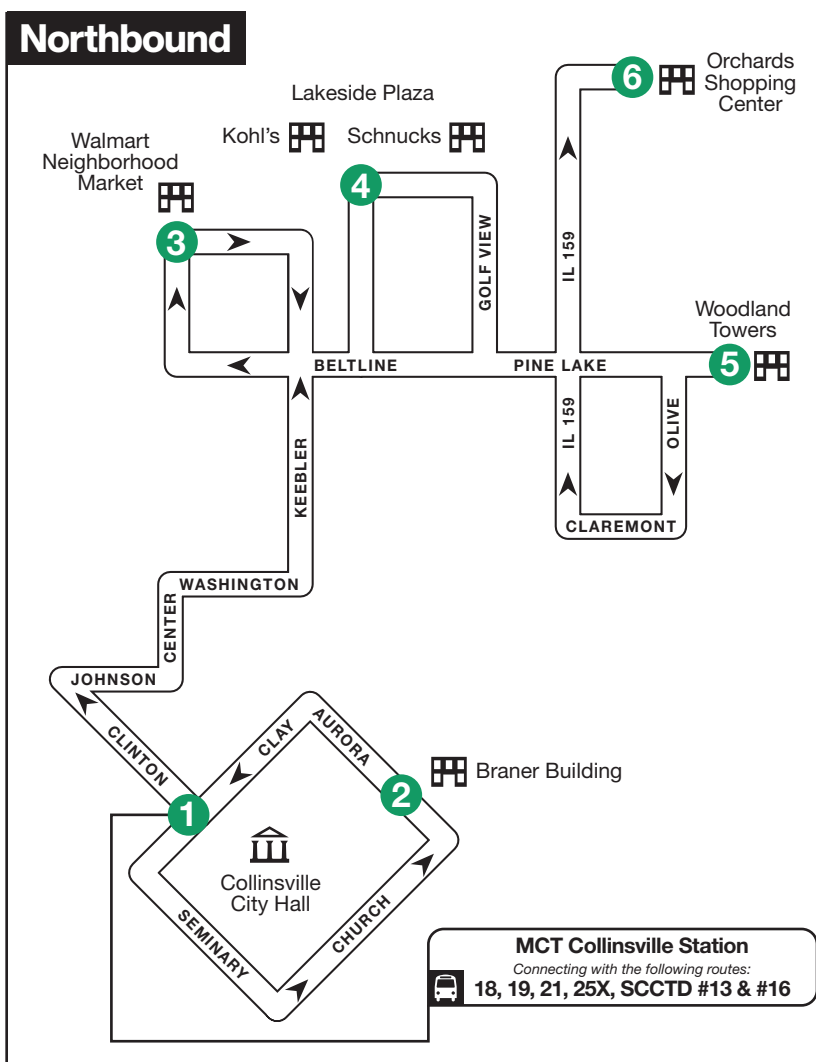 Northbound
Lakeside Plaza
Kohl's
Schnucks
Orchards
Shopping
Center
Walmart
Neighborhood
Market
6
4
3
GOLF VIEW
IL 159
Woodland
Towers
BELTLINE
PINE LAKE
5
KEEBLER
IL 159
OLIVE
CLAREMONT
WASHINGTON
CENTER
JOHNSON
CLINTON
CLAY
AURORA
Braner Building
1
2
Collinsville
City Hall
SEMINARY
CHURCH
MCT Collinsville Station
Connecting with the following routes:
18, 19, 21, 25X, SCCTD #13 & #16